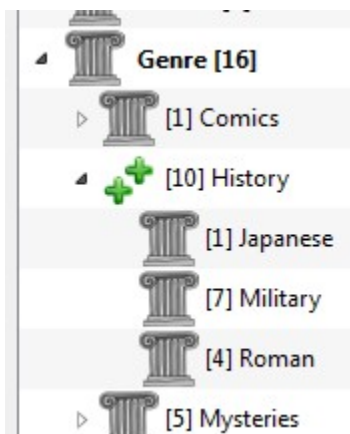 Genre [16]
[1] Comics
[10] History
[1] Japanese
[7] Military
[4] Roman
[5] Mysteries